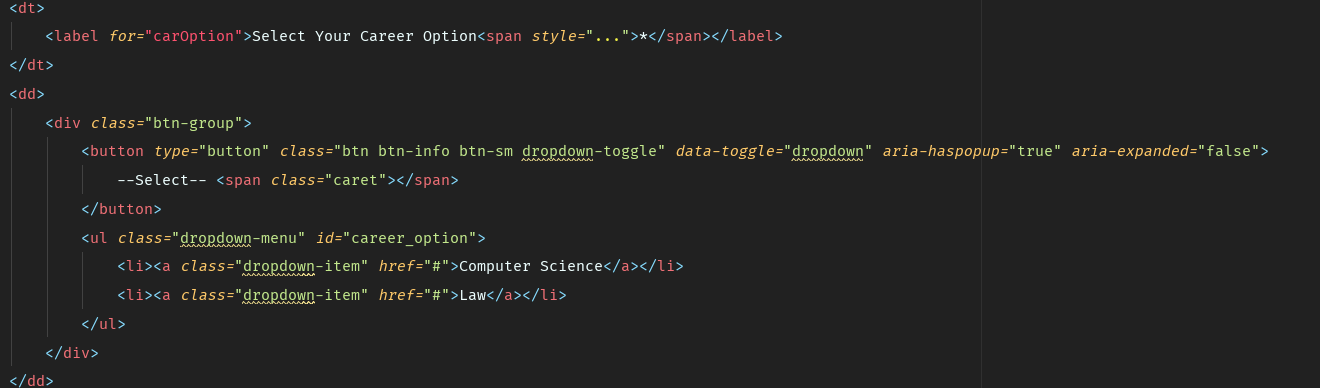 <dt>
<label for="carOption">Select Your Career Option<span style="...">*</span></label>
</dt>
<dd>
<div class="btn-group">
<button type="button" class="btn btn-info btn-sm dropdown-toggle" data-toggle="dropdown" aria-haspopup="true" aria-expanded="false">
--Select-- <span class="caret"></span>
</button>
<ul class="dropdown-menu" id="career_option">
<li><a class="dropdown-item" href="#">Computer Science</a></li>
<li><a class="dropdown-item" href="#">Law</a></li>
</ul>
</div>
</dd>